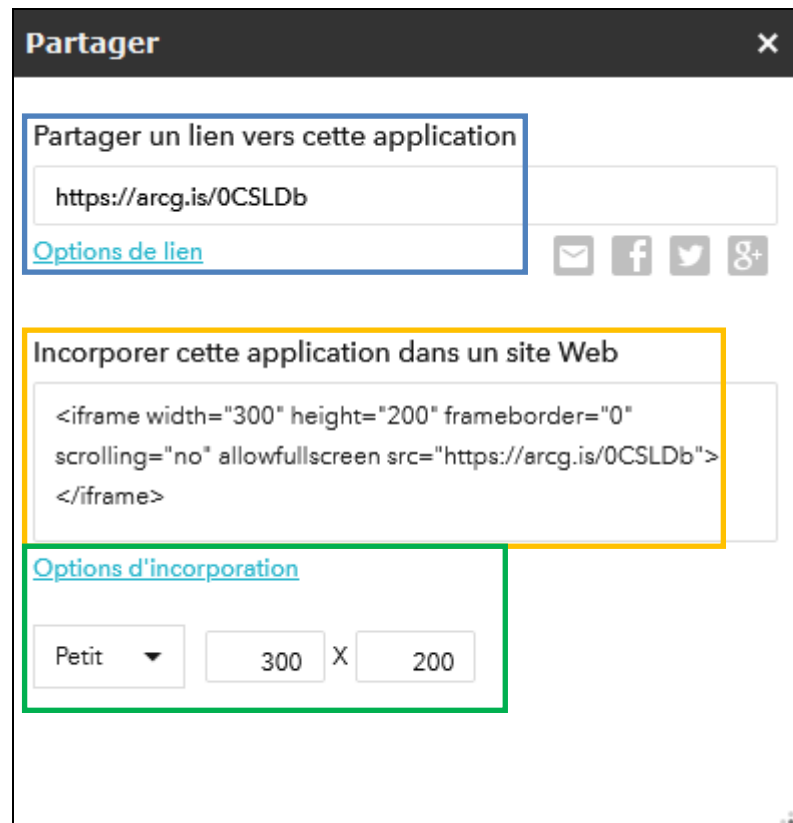 Partager
Partager un lien vers cette application
https://arcg.is/0CSLDb
Options de lien
Incorporer cette application dans un site Web
<iframe width="300" height="200" frameborder="0"
scrolling="no" allowfullscreen src="https://arcg.is/0CSLDb">
</iframe>
Options d'incorporation
Petit 300 X 200